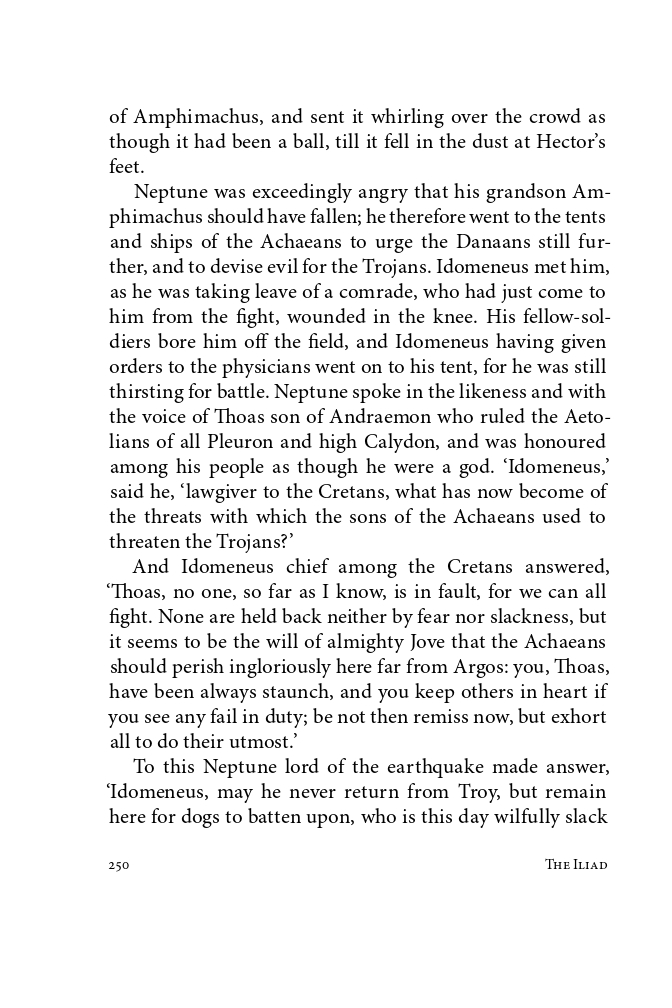 of Amphimachus, and sent it whirling over the crowd as
though it had been a ball, till it fell in the dust at Hector’s
feet.
Neptune was exceedingly angry that his grandson Am-
phimachus should have fallen; he therefore went to the tents
and ships of the Achaeans to urge the Danaans still fur-
ther, and to devise evil for the Trojans. Idomeneus met him,
as he was taking leave of a comrade, who had just come to
him from the fight, wounded in the knee. His fellow-sol-
diers bore him off the field, and Idomeneus having given
orders to the physicians went on to his tent, for he was still
thirsting for battle. Neptune spoke in the likeness and with
the voice of Thoas son of Andraemon who ruled the Aeto-
lians of all Pleuron and high Calydon, and was honoured
among his people as though he were a god. ‘Idomeneus,’
said he, ‘lawgiver to the Cretans, what has now become of
the threats with which the sons of the Achaeans used to
threaten the Trojans?’
And Idomeneus chief among the Cretans answered,
‘Thoas, no one, so far as I know, is in fault, for we can all
fight. None are held back neither by fear nor slackness, but
it seems to be the will of almighty Jove that the Achaeans
should perish ingloriously here far from Argos: you, Thoas,
have been always staunch, and you keep others in heart if
you see any fail in duty; be not then remiss now, but exhort
all to do their utmost.’
To this Neptune lord of the earthquake made answer,
‘Idomeneus, may he never return from Troy, but remain
here for dogs to batten upon, who is this day wilfully slack
250 The Iliad